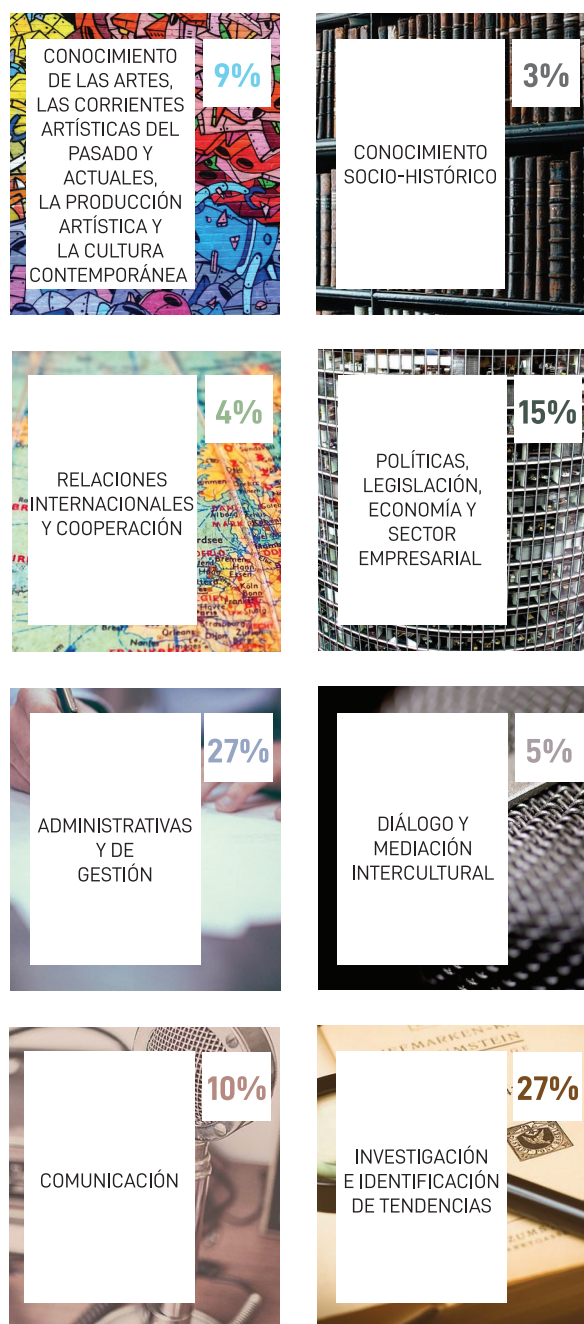 CONOCIMIENTO
DE LAS ARTES,
LAS CORRIENTES
ARTÍSTICAS DEL
PASADO Y
ACTUALES,
LA PRODUCCIÓN
ARTÍSTICA Y
LA CULTURA
CONTEMPORÁNEA
9%
CONOCIMIENTO
SOCIO-HISTÓRICO
3%
RELACIONES
INTERNACIONALES
Y COOPERACIÓN
4%
POLÍTICAS,
LEGISLACIÓN,
ECONOMÍA Y
SECTOR
EMPRESARIAL
15%
ADMINISTRATIVAS
Y DE
GESTIÓN
27%
DIÁLOGO Y
MEDIACIÓN
INTERCULTURAL
5%
COMUNICACIÓN
10%
INVESTIGACIÓN
E IDENTIFICACIÓN
DE TENDENCIAS
27%